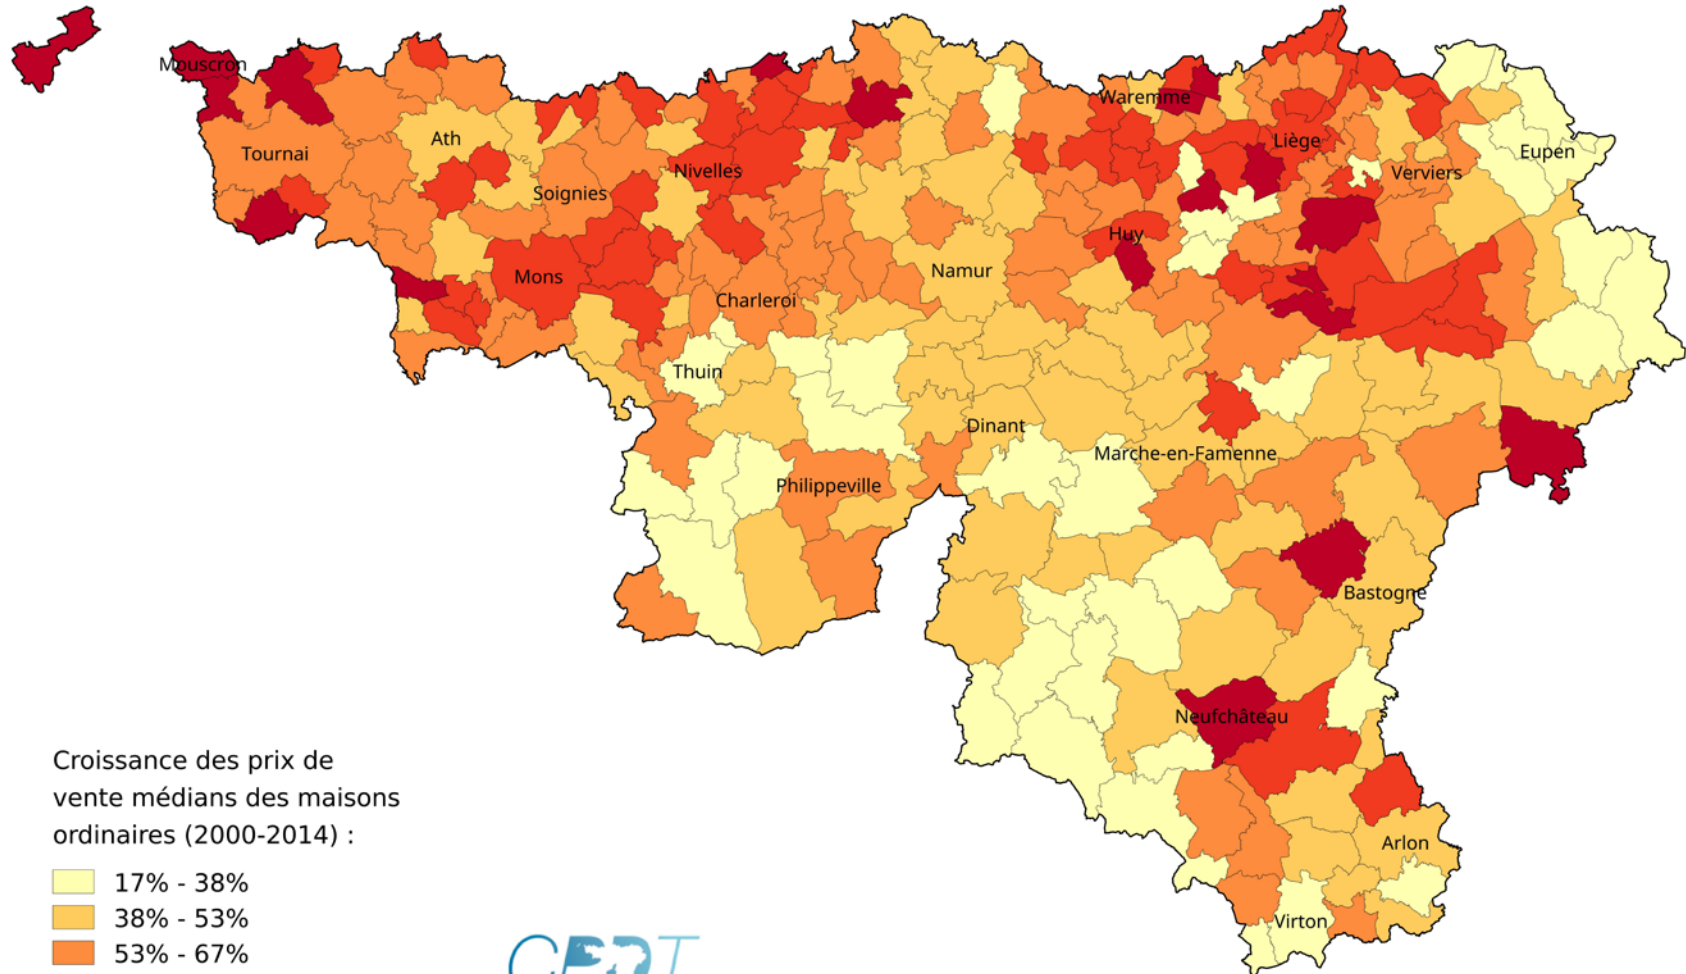 Mouscron
Waremme
Ath
Liège
Tournai
Eupen
Nivelles
Verviers
Soignies
Huy
Namur
Mons
Charleroi
Thuin
Dinant
Marche-en-Famenne
Philippeville
Bastogne
Neufchâteau
Croissance des prix de
vente médians des maisons
ordinaires (2000-2014) :
Arlon
17% - 38%
38% - 53%
Virton
53% - 67%